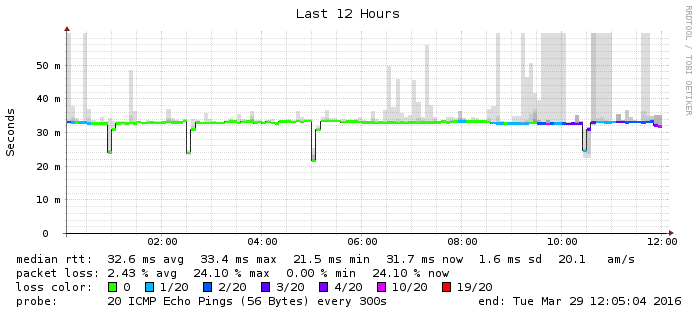 Last 12 Hours
RRDTOOL / TOBI OETIKER
Seconds
50 m
40 m
30 m
20 m
10 m
0
02:00 04:00 06:00 08:00 10:00 12:00
median rtt: 32.6 ms avg 33.4 ms max 21.5 ms min 31.7 ms now 1.6 ms sd 20.1 am/s
packet loss: 2.43 % avg 24.10 % max 0.00 % min 24.10 % now
loss color: 0 1/20 2/20 3/20 4/20 10/20 19/20
probe: 20 ICMP Echo Pings (56 Bytes) every 300s end: Tue Mar 29 12:05:04 2016